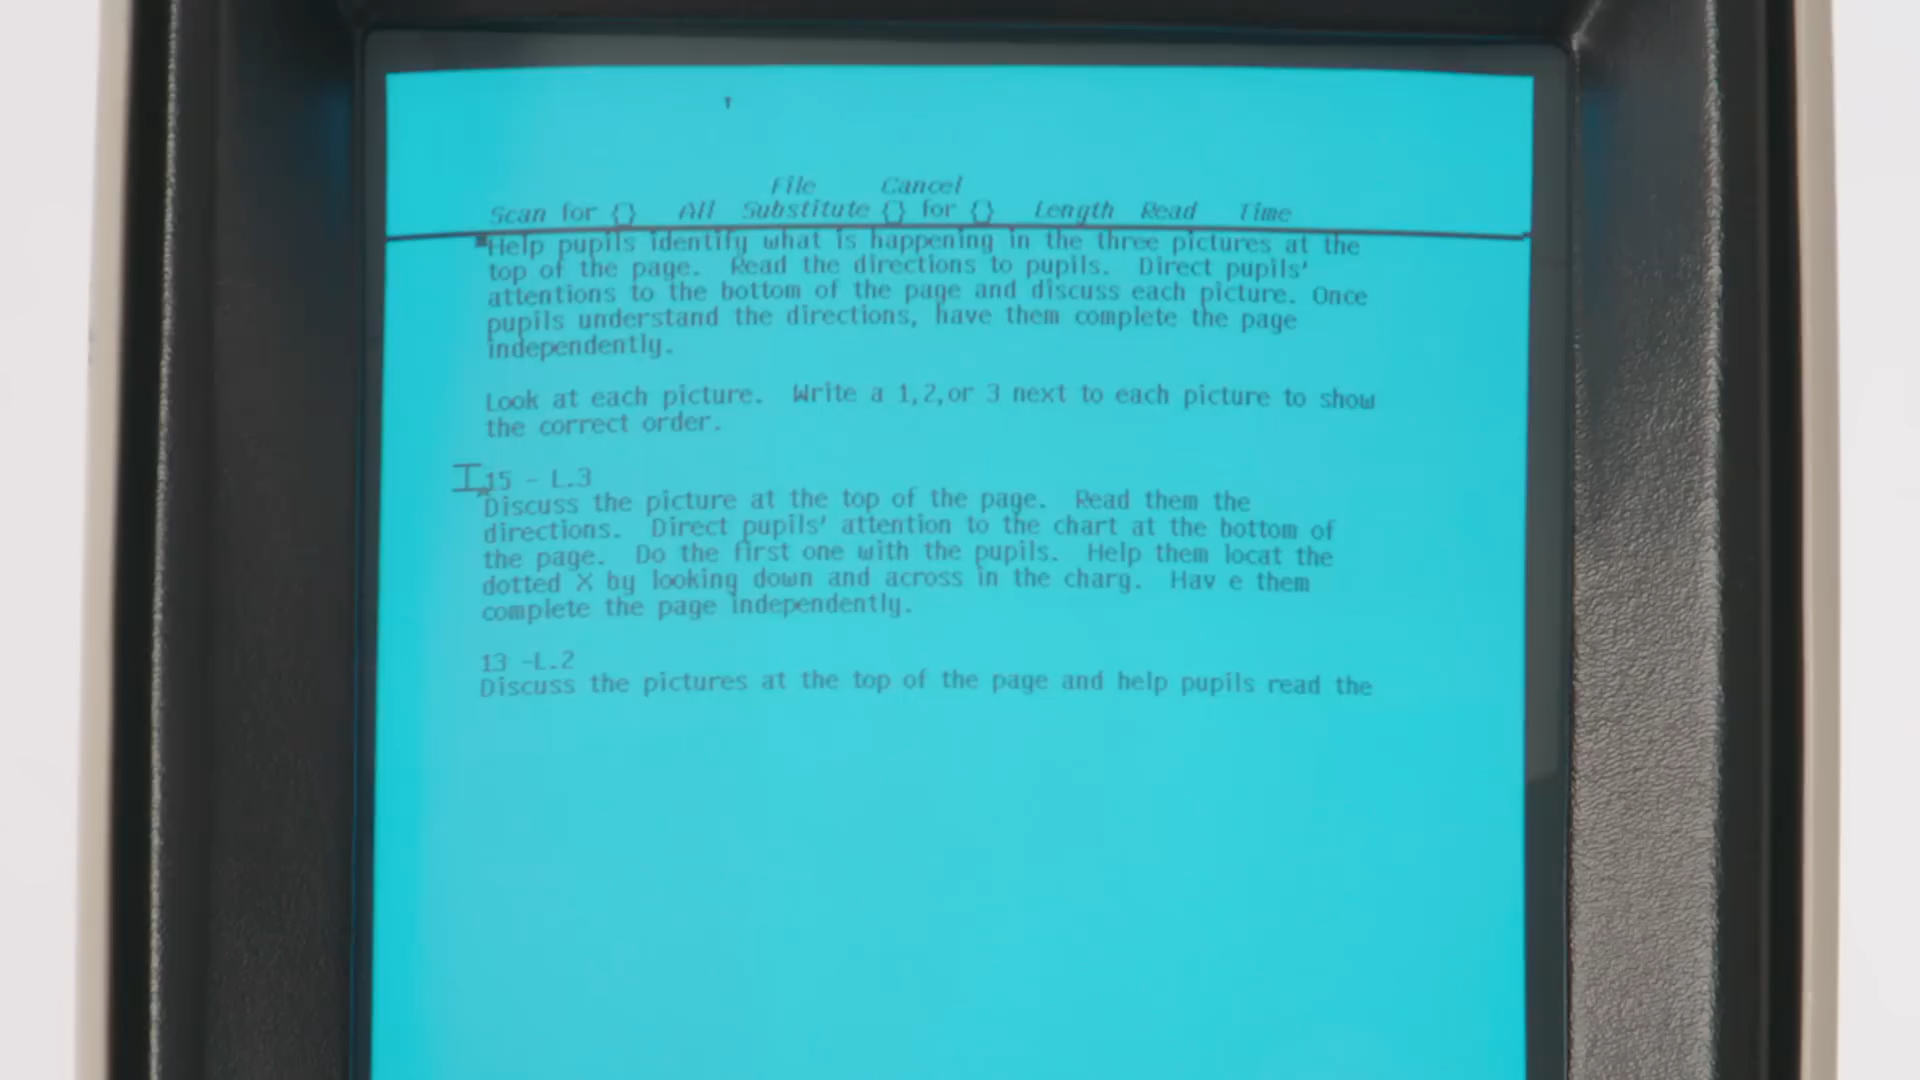 File Cancel
Scan for {} All Substitute {} for {} Length Read Time
Help pupils identify what is happening in the three pictures at the
top of the page. Read the directions to pupils. Direct pupils'
attentions to the bottom of the page and discuss each picture. Once
pupils understand the directions, have them complete the page
independently.
Look at each picture. Write a 1,2,or 3 next to each picture to show
the correct order.
15 - L.3
Discuss the picture at the top of the page. Read them the
directions. Direct pupils' attention to the chart at the bottom of
the page. Do the first one with the pupils. Help them locat the
dotted X by looking down and across in the charg. Hav e them
complete the page independently.
13 -L.2
Discuss the pictures at the top of the page and help pupils read the